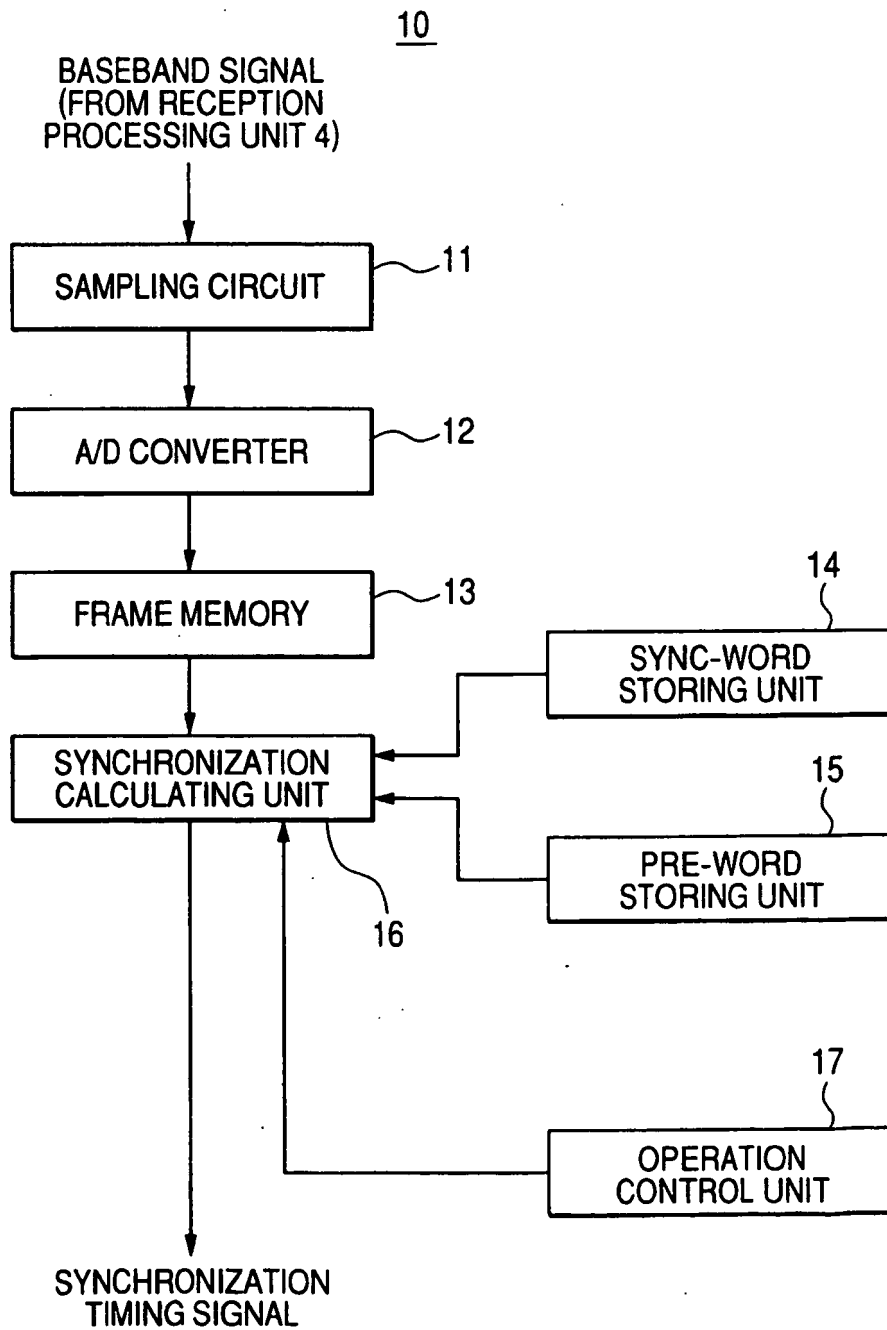 10
BASEBAND SIGNAL
(FROM RECEPTION
PROCESSING UNIT 4)
SAMPLING CIRCUIT
11
A/D CONVERTER
12
FRAME MEMORY
13
14
SYNC-WORD
STORING UNIT
SYNCHRONIZATION
CALCULATING UNIT
16
15
PRE-WORD
STORING UNIT
17
OPERATION
CONTROL UNIT
SYNCHRONIZATION
TIMING SIGNAL